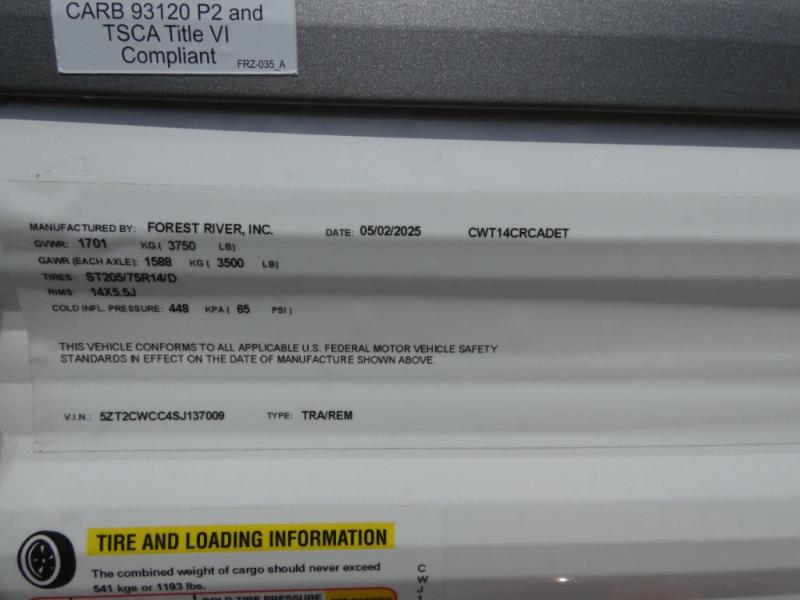 CARB 93120 P2 and
TSCA Title VI
Compliant
FRZ-035_A
MANUFACTURED BY: FOREST RIVER, INC. DATE: 05/02/2025 CWT14CRCADET
GVWR: 1701 KG ( 3750 LB)
GAWR (EACH AXLE): 1588 KG ( 3500 LB)
TIRES: ST205/75R14/D
RIMS: 14X5.5J
COLD INFL. PRESSURE: 448 KPA ( 65 PSI)
THIS VEHICLE CONFORMS TO ALL APPLICABLE U.S. FEDERAL MOTOR VEHICLE SAFETY
STANDARDS IN EFFECT ON THE DATE OF MANUFACTURE SHOWN ABOVE.
V.I.N.: 5ZT2CWCC4SJ137009 TYPE: TRA/REM
TIRE AND LOADING INFORMATION
The combined weight of cargo should never exceed
541 kgs or 1193 lbs.
COLD TIRE PRESSURE
C
W
J
1